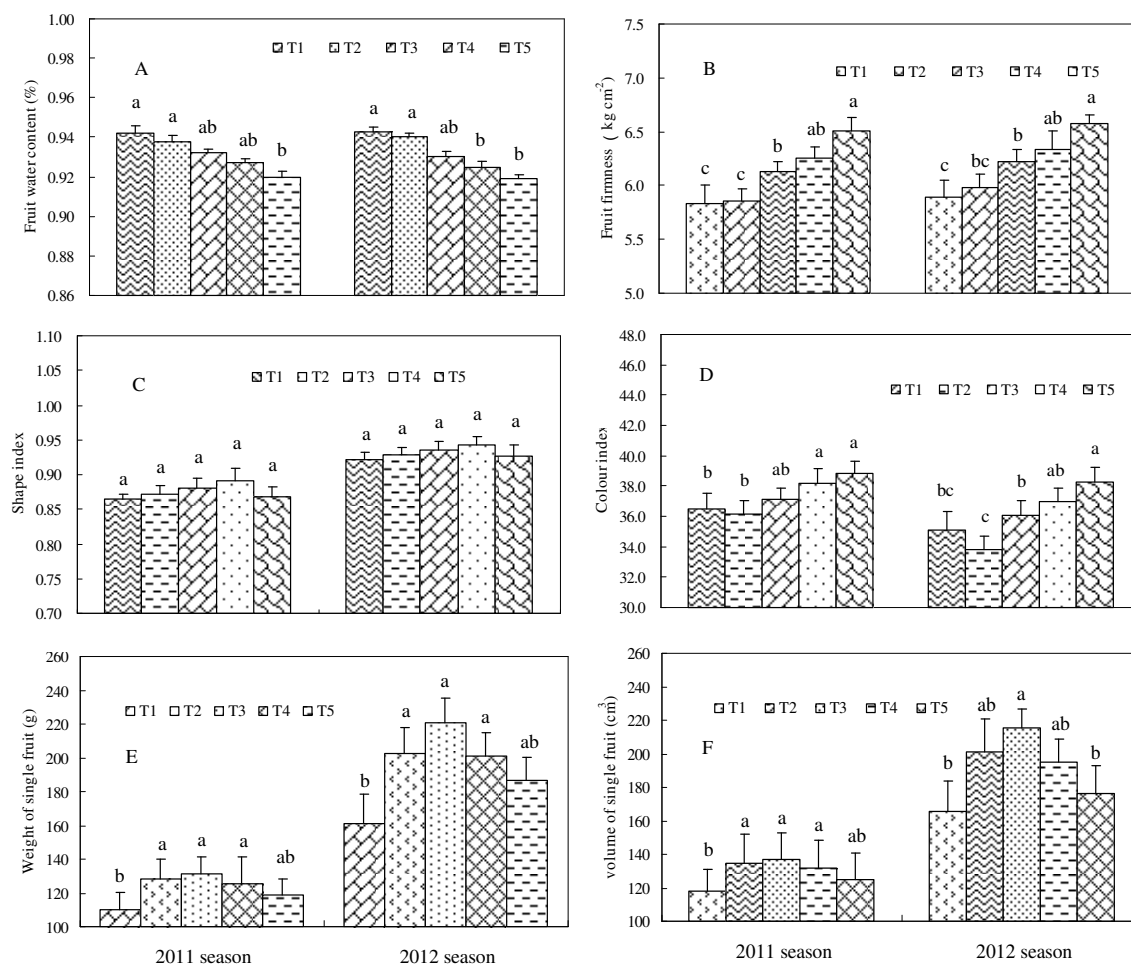 1.00
0.98
0.96
0.94
0.92
0.90
0.88
0.86
Fruit water content (%)
A
T1 T2 T3 T4 T5
a a ab ab b
a a ab b b
7.5
7.0
6.5
6.0
5.5
5.0
Fruit firmness ( kg cm-2)
B
T1 T2 T3 T4 T5
c c b ab a
c bc b ab a
1.10
1.05
1.00
0.95
0.90
0.85
0.80
0.75
0.70
Shape index
C
T1 T2 T3 T4 T5
a a a a a
a a a a a
48.0
46.0
44.0
42.0
40.0
38.0
36.0
34.0
32.0
30.0
Colour index
D
T1 T2 T3 T4 T5
b b ab a a
bc c b ab a
260
240
220
200
180
160
140
120
100
Weight of single fruit (g)
E
T1 T2 T3 T4 T5
b a a a ab
b a a a ab
2011 season 2012 season
260
240
220
200
180
160
140
120
100
volume of single fruit (cm3)
F
T1 T2 T3 T4 T5
b a a a ab
b ab a ab b
2011 season 2012 season